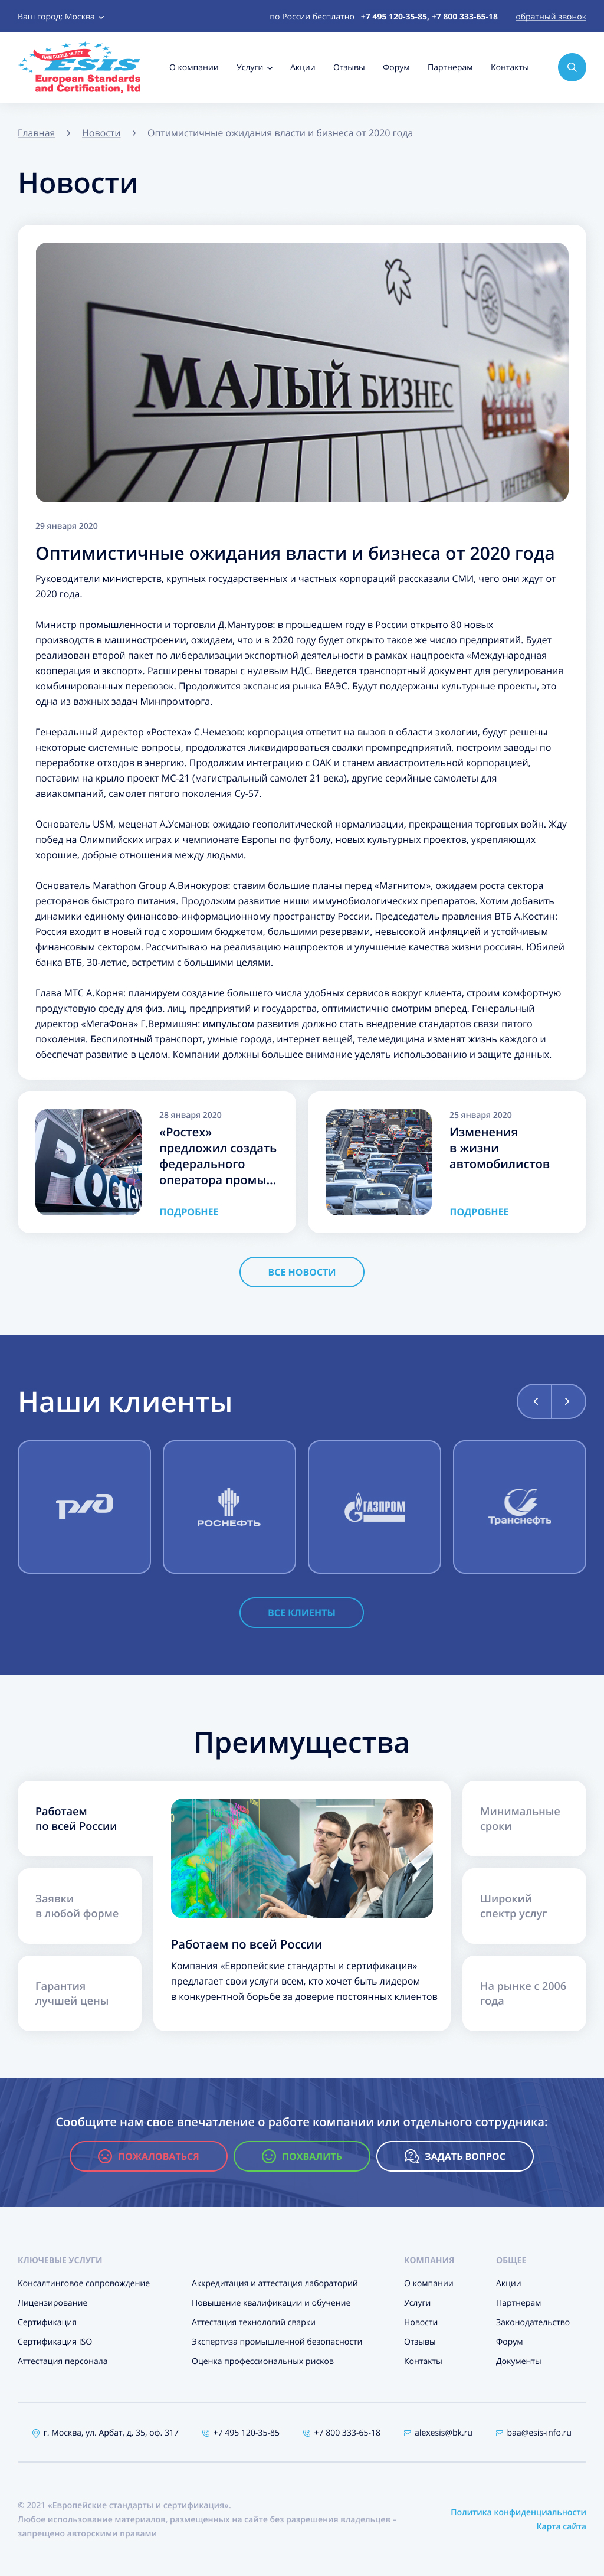 Ваш город: Москва
по России бесплатно +7 495 120-35-85, +7 800 333-65-18 обратный звонок
НАМ БОЛЕЕ 15 ЛЕТ
ESIS
European Standards
and Certification, ltd
О компании Услуги Акции Отзывы Форум Партнерам Контакты
Главная Новости Оптимистичные ожидания власти и бизнеса от 2020 года
Новости
МАЛЫЙ БИЗНЕС
ИНТЕРНЕ
29 января 2020
Оптимистичные ожидания власти и бизнеса от 2020 года
Руководители министерств, крупных государственных и частных корпораций рассказали СМИ, чего они ждут от
2020 года.
Министр промышленности и торговли Д.Мантуров: в прошедшем году в России открыто 80 новых
производств в машиностроении, ожидаем, что и в 2020 году будет открыто такое же число предприятий. Будет
реализован второй пакет по либерализации экспортной деятельности в рамках нацпроекта «Международная
кооперация и экспорт». Расширены товары с нулевым НДС. Введется транспортный документ для регулирования
комбинированных перевозок. Продолжится экспансия рынка ЕАЭС. Будут поддержаны культурные проекты, это
одна из важных задач Минпромторга.
Генеральный директор «Ростеха» С.Чемезов: корпорация ответит на вызов в области экологии, будут решены
некоторые системные вопросы, продолжатся ликвидироваться свалки промпредприятий, построим заводы по
переработке отходов в энергию. Продолжим интеграцию с ОАК и станем авиастроительной корпорацией,
поставим на крыло проект МС-21 (магистральный самолет 21 века), другие серийные самолеты для
авиакомпаний, самолет пятого поколения Су-57.
Основатель USM, меценат А.Усманов: ожидаю геополитической нормализации, прекращения торговых войн. Жду
побед на Олимпийских играх и чемпионате Европы по футболу, новых культурных проектов, укрепляющих
хорошие, добрые отношения между людьми.
Основатель Marathon Group А.Винокуров: ставим большие планы перед «Магнитом», ожидаем роста сектора
ресторанов быстрого питания. Продолжим развитие ниши иммунобиологических препаратов. Хотим добавить
динамики единому финансово-информационному пространству России. Председатель правления ВТБ А.Костин:
Россия входит в новый год с хорошим бюджетом, большими резервами, невысокой инфляцией и устойчивым
финансовым сектором. Рассчитываю на реализацию нацпроектов и улучшение качества жизни россиян. Юбилей
банка ВТБ, 30-летие, встретим с большими целями.
Глава МТС А.Корня: планируем создание большего числа удобных сервисов вокруг клиента, строим комфортную
продуктовую среду для физ. лиц, предприятий и государства, оптимистично смотрим вперед. Генеральный
директор «МегаФона» Г.Вермишян: импульсом развития должно стать внедрение стандартов связи пятого
поколения. Беспилотный транспорт, умные города, интернет вещей, телемедицина изменят жизнь каждого и
обеспечат развитие в целом. Компании должны большее внимание уделять использованию и защите данных.
Ростех
28 января 2020
«Ростех»
предложил создать
федерального
оператора промы...
ПОДРОБНЕЕ
25 января 2020
Изменения
в жизни
автомобилистов
ПОДРОБНЕЕ
ВСЕ НОВОСТИ
Наши клиенты
РЖД
РОСНЕФТЬ
ГАЗПРОМ
Транснефть
ВСЕ КЛИЕНТЫ
Преимущества
Работаем
по всей России
Заявки
в любой форме
Гарантия
лучшей цены
Работаем по всей России
Компания «Европейские стандарты и сертификация»
предлагает свои услуги всем, кто хочет быть лидером
в конкурентной борьбе за доверие постоянных клиентов
Минимальные
сроки
Широкий
спектр услуг
На рынке с 2006
года
Сообщите нам свое впечатление о работе компании или отдельного сотрудника:
ПОЖАЛОВАТЬСЯ ПОХВАЛИТЬ ЗАДАТЬ ВОПРОС
КЛЮЧЕВЫЕ УСЛУГИ
Консалтинговое сопровождение
Лицензирование
Сертификация
Сертификация ISO
Аттестация персонала
Аккредитация и аттестация лабораторий
Повышение квалификации и обучение
Аттестация технологий сварки
Экспертиза промышленной безопасности
Оценка профессиональных рисков
КОМПАНИЯ
О компании
Услуги
Новости
Отзывы
Контакты
ОБЩЕЕ
Акции
Партнерам
Законодательство
Форум
Документы
г. Москва, ул. Арбат, д. 35, оф. 317 +7 495 120-35-85 +7 800 333-65-18 alexesis@bk.ru baa@esis-info.ru
© 2021 «Европейские стандарты и сертификация».
Любое использование материалов, размещенных на сайте без разрешения владельцев –
запрещено авторскими правами
Политика конфиденциальности
Карта сайта